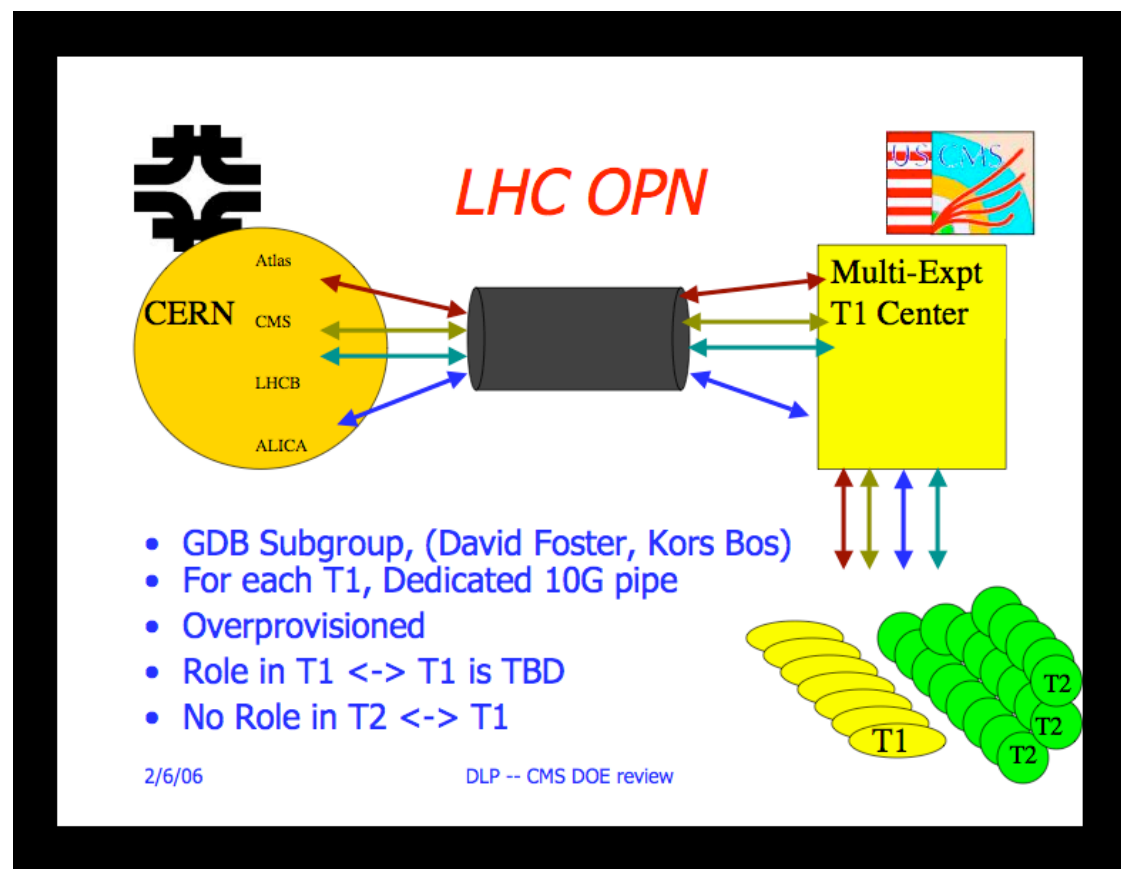 LHC OPN
US CMS
Atlas
CERN
CMS
LHCB
ALICA
Multi-Expt
T1 Center
• GDB Subgroup, (David Foster, Kors Bos)
• For each T1, Dedicated 10G pipe
• Overprovisioned
• Role in T1 <-> T1 is TBD
• No Role in T2 <-> T1
T1
T2
T2
T2
2/6/06
DLP -- CMS DOE review